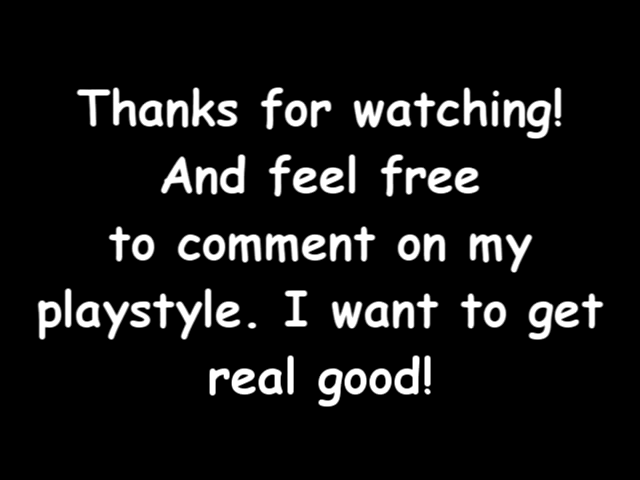 Thanks for watching!
And feel free
to comment on my
playstyle. I want to get
real good!